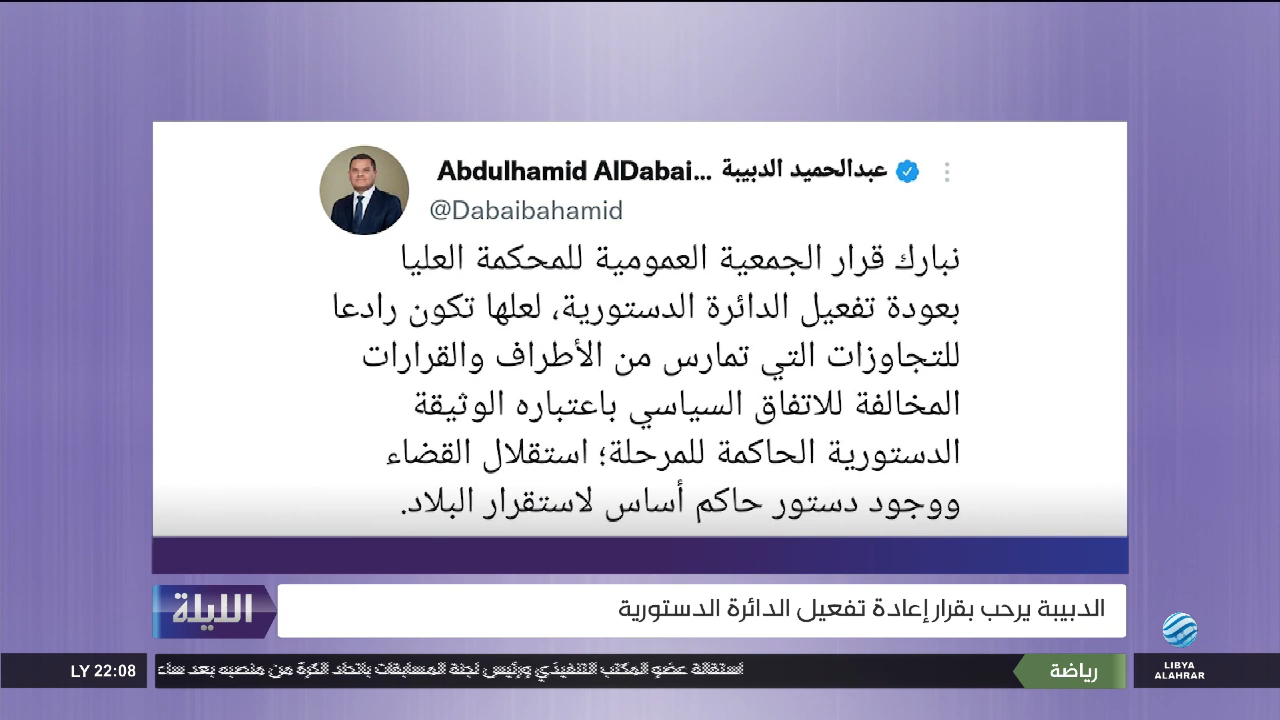 Abdulhamid AlDabai... عبدالحميد الدبيبة
@Dabaibahamid
نبارك قرار الجمعية العمومية للمحكمة العليا
بعودة تفعيل الدائرة الدستورية، لعلها تكون رادعا
للتجاوزات التي تمارس من الأطراف والقرارات
المخالفة للاتفاق السياسي باعتباره الوثيقة
الدستورية الحاكمة للمرحلة؛ استقلال القضاء
ووجود دستور حاكم أساس لاستقرار البلاد.
الليلة
الدبيبة يرحب بقرار إعادة تفعيل الدائرة الدستورية
LY 22:08
استقالة عضو المكتب التنفيذي ورئيس لجنة المسابقات باتحاد الكرة من منصبه بعد ساء
رياضة
LIBYA
ALAHRAR